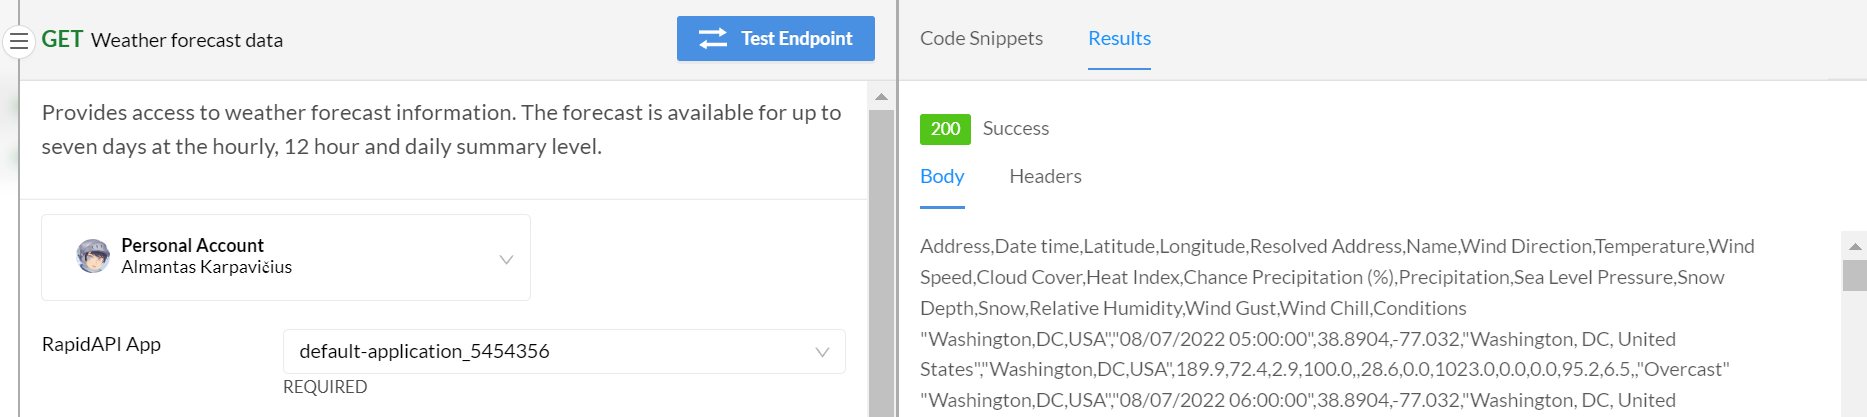 GET Weather forecast data
Test Endpoint
Provides access to weather forecast information. The forecast is available for up to
seven days at the hourly, 12 hour and daily summary level.
Personal Account
Almantas Karpavičius
RapidAPI App
default-application_5454356
REQUIRED
Code Snippets
Results
200 Success
Body
Headers
Address,Date time,Latitude,Longitude,Resolved Address,Name,Wind Direction,Temperature,Wind
Speed,Cloud Cover,Heat Index,Chance Precipitation (%),Precipitation,Sea Level Pressure,Snow
Depth,Snow,Relative Humidity,Wind Gust,Wind Chill,Conditions
"Washington,DC,USA","08/07/2022 05:00:00",38.8904,-77.032,"Washington, DC, United
States","Washington,DC,USA",189.9,72.4,2.9,100.0,,28.6,0.0,1023.0,0.0,0.0,95.2,6.5,,"Overcast"
"Washington,DC,USA","08/07/2022 06:00:00",38.8904,-77.032,"Washington, DC, United